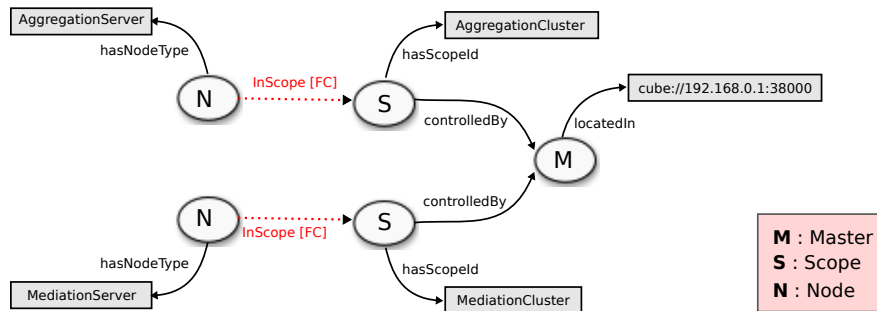 AggregationServer
AggregationCluster
hasNodeType
hasScopeId
InScope [FC]
cube://192.168.0.1:38000
N
S
controlledBy
locatedIn
M
controlledBy
N
S
InScope [FC]
hasNodeType
hasScopeId
MediationServer
MediationCluster
M : Master
S : Scope
N : Node